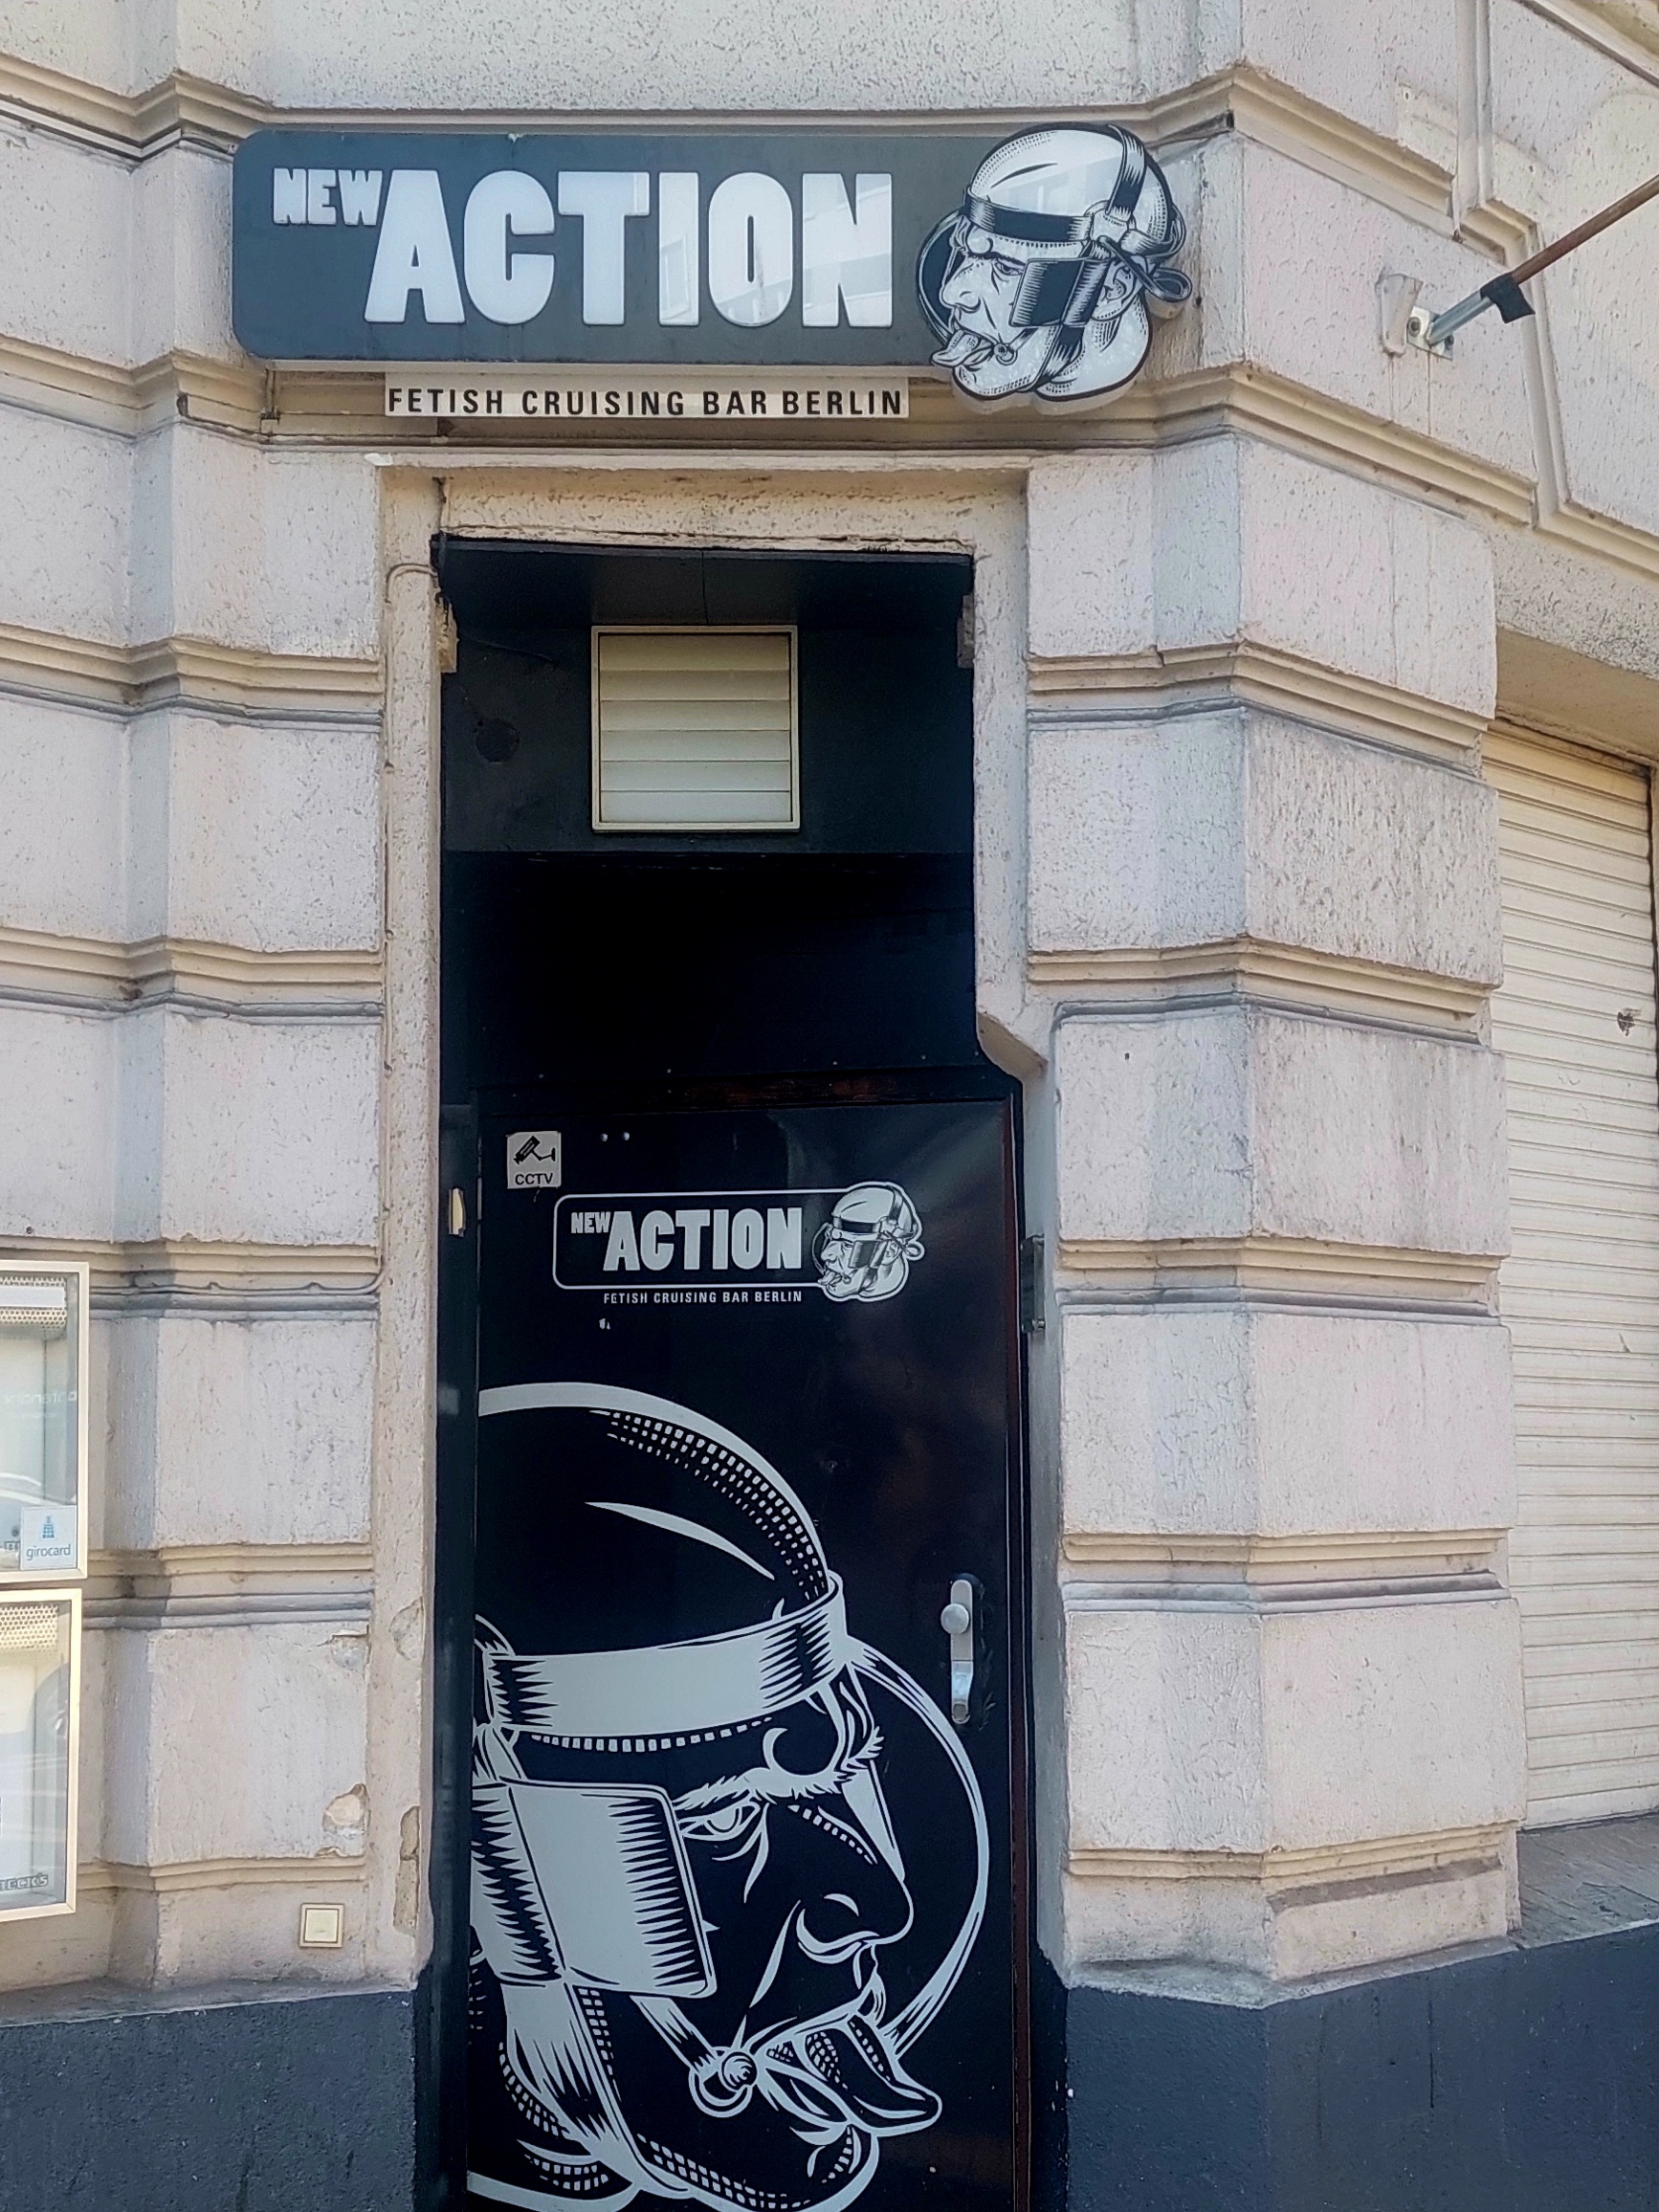 NEW ACTION
FETISH CRUISING BAR BERLIN
CCTV
NEW ACTION
FETISH CRUISING BAR BERLIN
girocard